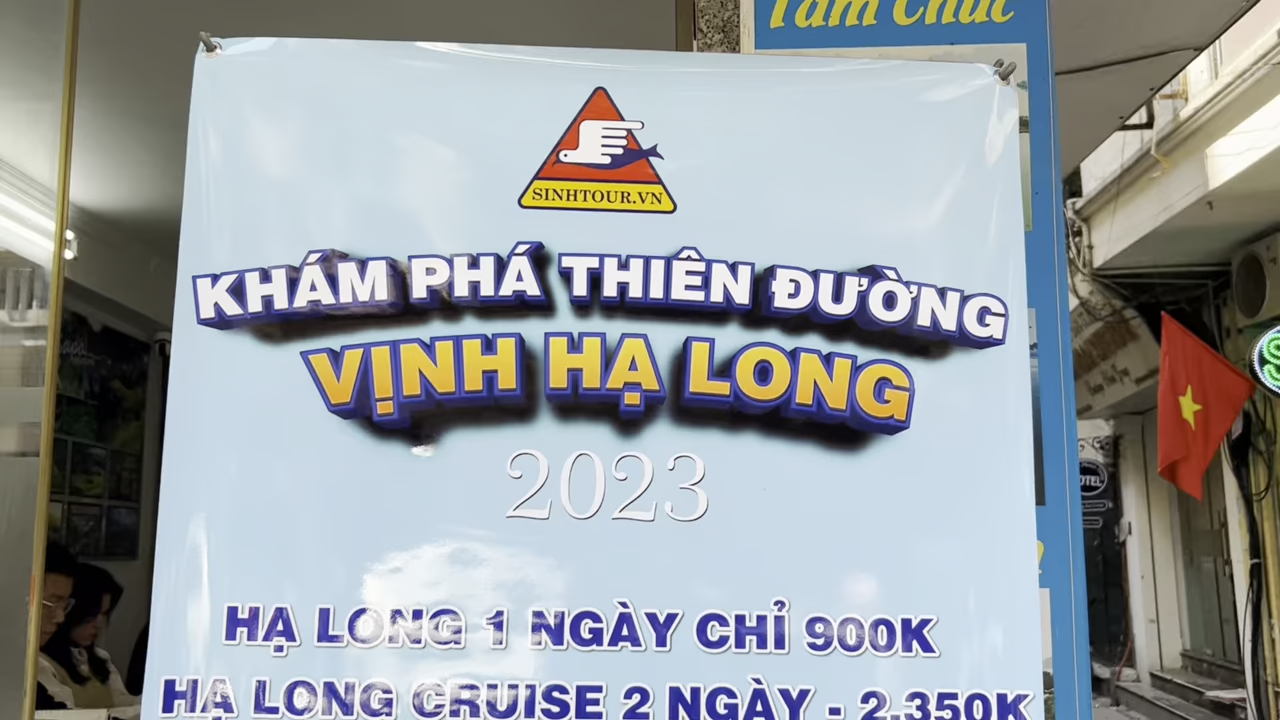 Tam Chúc
SINHTOUR.VN
KHÁM PHÁ THIÊN ĐƯỜNG
VỊNH HẠ LONG
2023
HẠ LONG 1 NGÀY CHỈ 900K
HẠ LONG CRUISE 2 NGÀY - 2.350K